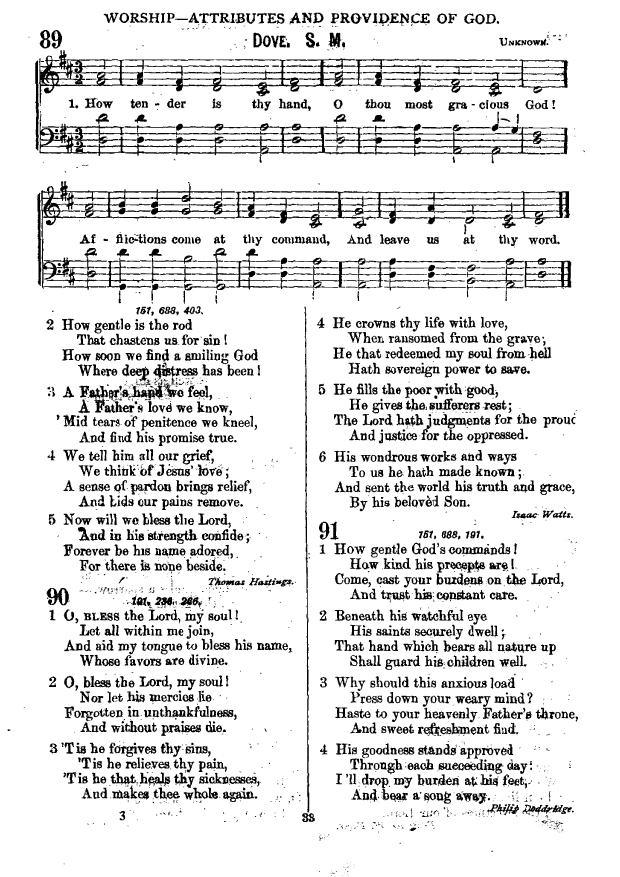 WORSHIP—ATTRIBUTES AND PROVIDENCE OF GOD.
89 DOVE. S. M. UNKNOWN.
1. How ten - der is thy hand, O thou most gra - cious God!
Af - flic-tions come at thy command, And leave us at thy word.
151, 688, 403.
2 How gentle is the rod
That chastens us for sin!
How soon we find a smiling God
Where deep distress has been!
3 A Father's hand we feel,
A Father's love we know,
'Mid tears of penitence we kneel,
And find his promise true.
4 We tell him all our grief,
We think of Jesus' love;
A sense of pardon brings relief,
And bids our pains remove.
5 Now will we bless the Lord,
And in his strength confide;
Forever be his name adored,
For there is none beside.
Thomas Hastings.
90
191, 236,
1 O, BLESS the Lord, my soul!
Let all within me join,
And aid my tongue to bless his name,
Whose favors are divine.
2 O, bless the Lord, my soul!
Nor let his mercies lie
Forgotten in unthankfulness,
And without praises die.
3 'Tis he forgives thy sins,
'Tis he relieves thy pain,
'Tis he that heals thy sicknesses,
And makes thee whole again.
4 He crowns thy life with love,
When ransomed from the grave;
He that redeemed my soul from hell
Hath sovereign power to save.
5 He fills the poor with good,
He gives the sufferers rest;
The Lord hath judgments for the proud
And justice for the oppressed.
6 His wondrous works and ways
To us he hath made known;
And sent the world his truth and grace,
By his belovèd Son.
Isaac Watts.
91 151, 688, 191.
1 How gentle God's commands!
How kind his precepts are!
Come, cast your burdens on the Lord,
And trust his constant care.
2 Beneath his watchful eye
His saints securely dwell;
That hand which bears all nature up
Shall guard his children well.
3 Why should this anxious load
Press down your weary mind?
Haste to your heavenly Father's throne,
And sweet refreshment find.
4 His goodness stands approved
Through each succeeding day:
I'll drop my burden at his feet,
And bear a song away.
Philip Doddridge.
3 33